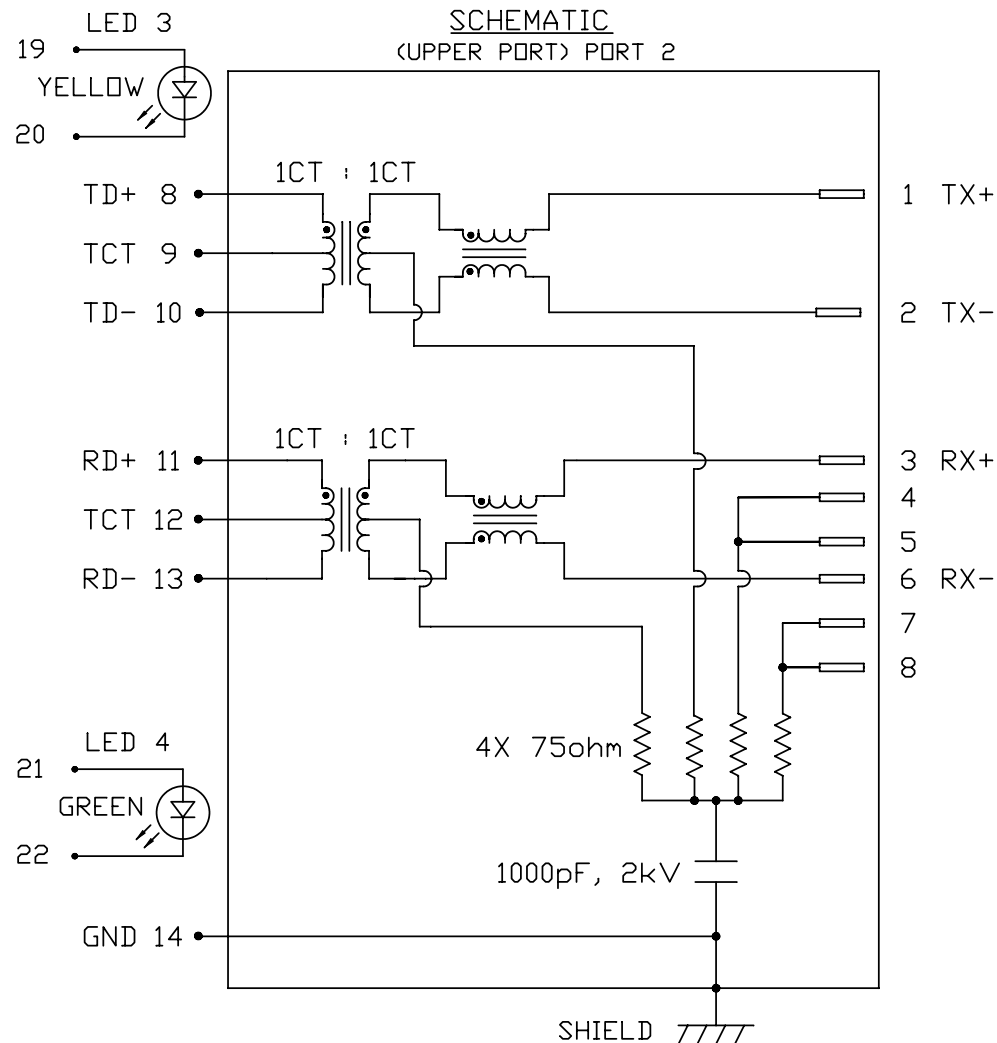 SCHEMATIC
(UPPER PORT) PORT 2
LED 3
19
YELLOW
20
1CT : 1CT
TD+ 8
1 TX+
TCT 9
TD- 10
2 TX-
1CT : 1CT
RD+ 11
3 RX+
4
TCT 12
5
RD- 13
6 RX-
7
8
LED 4
4X 75ohm
21
GREEN
22
1000pF, 2kV
GND 14
SHIELD